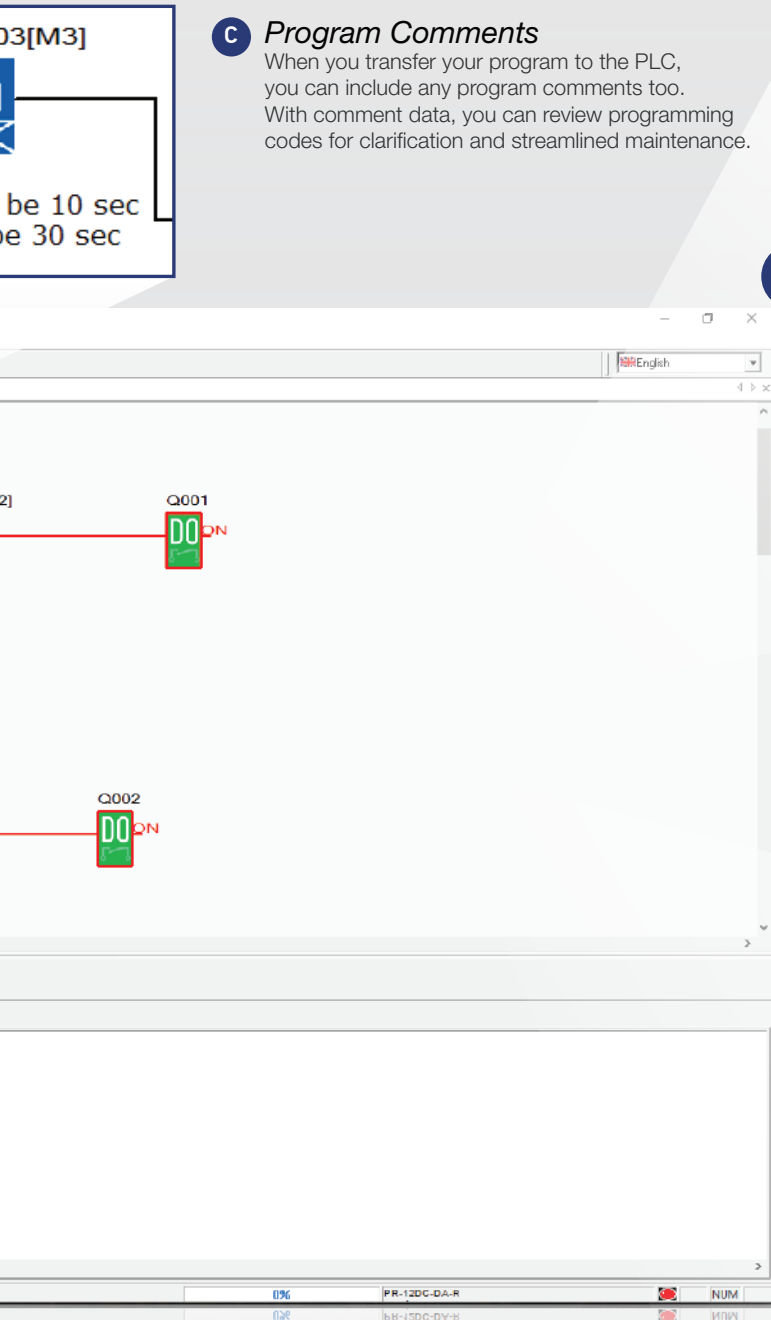 03[M3]
be 10 sec
be 30 sec
C Program Comments
When you transfer your program to the PLC,
you can include any program comments too.
With comment data, you can review programming
codes for clarification and streamlined maintenance.
English
2]
Q001
DO
ON
Q002
DO
ON
0%
PR-12DC-DA-R
NUM